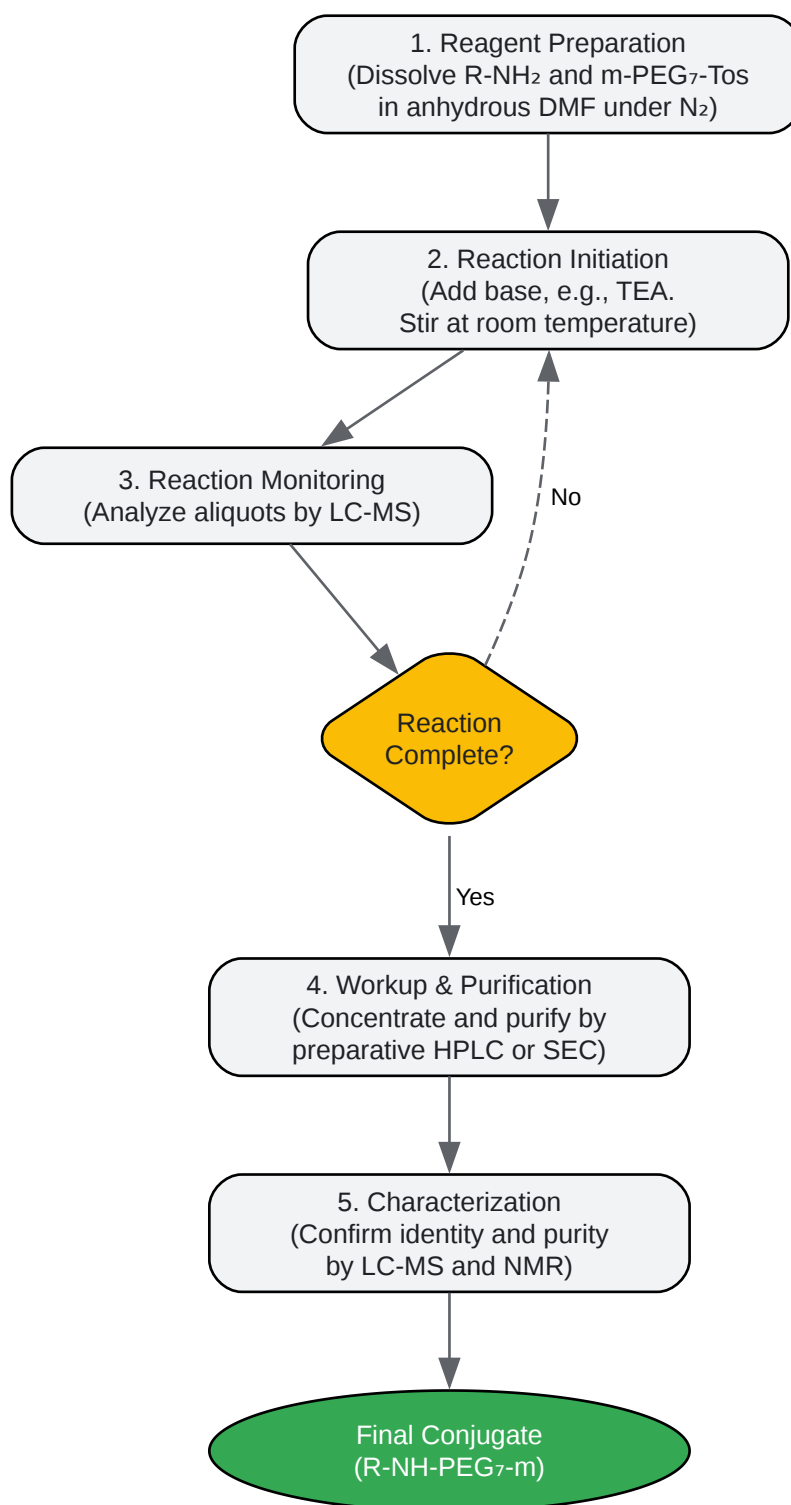 1. Reagent Preparation
(Dissolve R-NH₂ and m-PEG₇-Tos
in anhydrous DMF under N₂)
2. Reaction Initiation
(Add base, e.g., TEA.
Stir at room temperature)
3. Reaction Monitoring
(Analyze aliquots by LC-MS)
No
Reaction
Complete?
Yes
4. Workup & Purification
(Concentrate and purify by
preparative HPLC or SEC)
5. Characterization
(Confirm identity and purity
by LC-MS and NMR)
Final Conjugate
(R-NH-PEG₇-m)